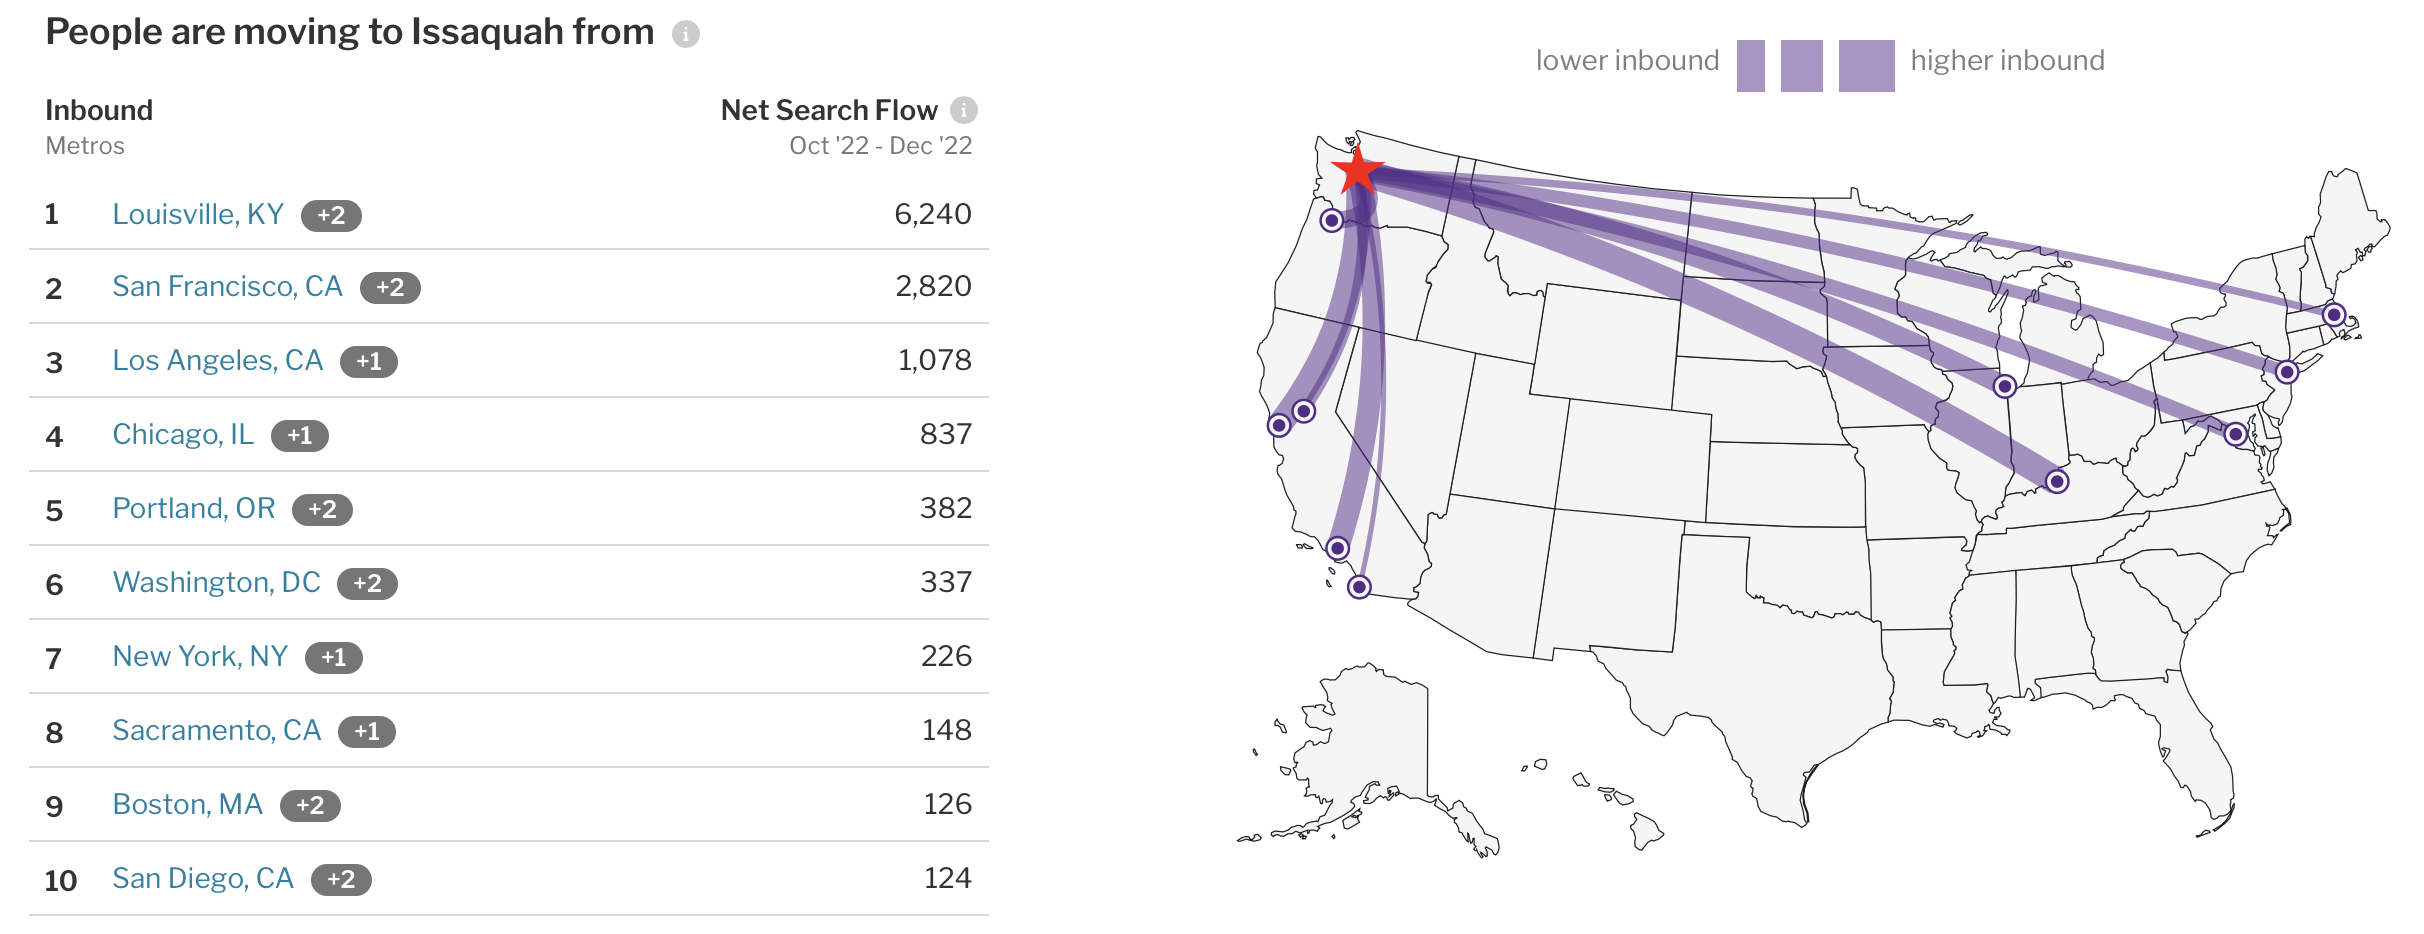 People are moving to Issaquah from i
lower inbound higher inbound
Inbound Net Search Flow i
Metros Oct '22 - Dec '22
1 Louisville, KY +2 6,240
2 San Francisco, CA +2 2,820
3 Los Angeles, CA +1 1,078
4 Chicago, IL +1 837
5 Portland, OR +2 382
6 Washington, DC +2 337
7 New York, NY +1 226
8 Sacramento, CA +1 148
9 Boston, MA +2 126
10 San Diego, CA +2 124